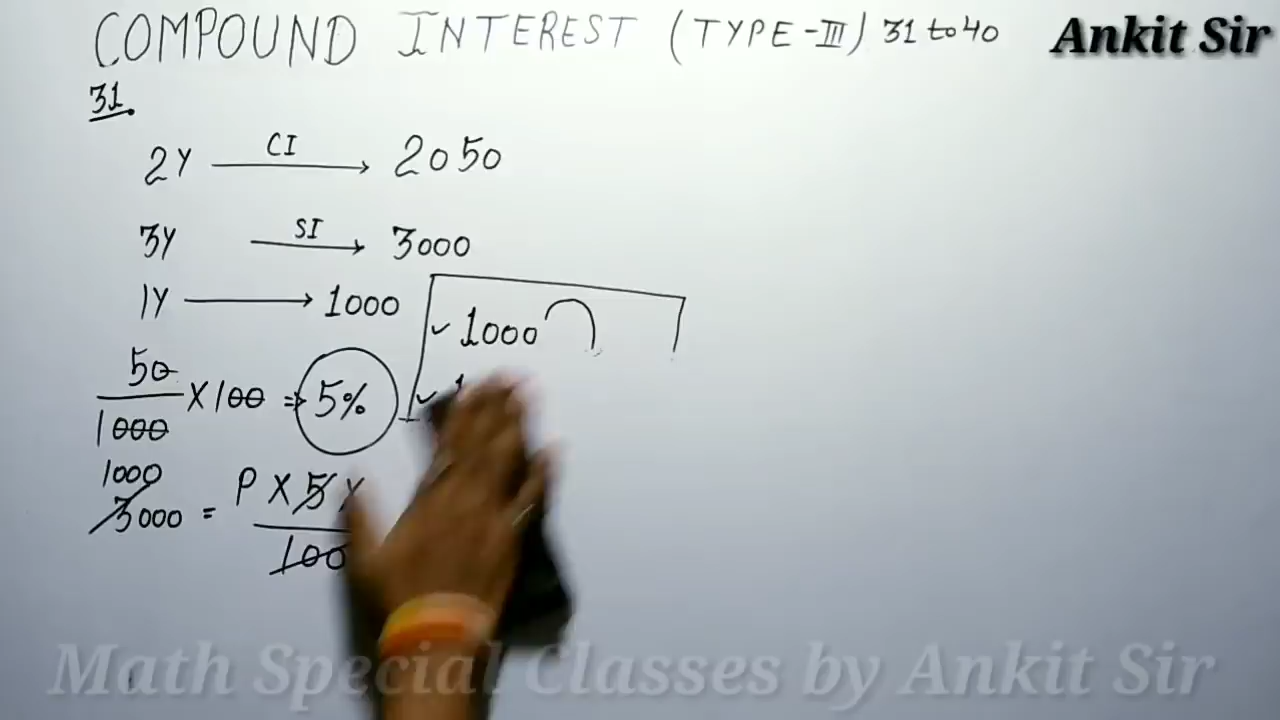 COMPOUND INTEREST (TYPE-III) 31 to 40
Ankit Sir
31.
2Y CI → 2050
3Y SI → 3000
1Y → 1000
✓ 1000
50
1000
X 100 ⇒ 5%
✓ 1
1000
3000 = P X 5 X
100
Math Special Classes by Ankit Sir